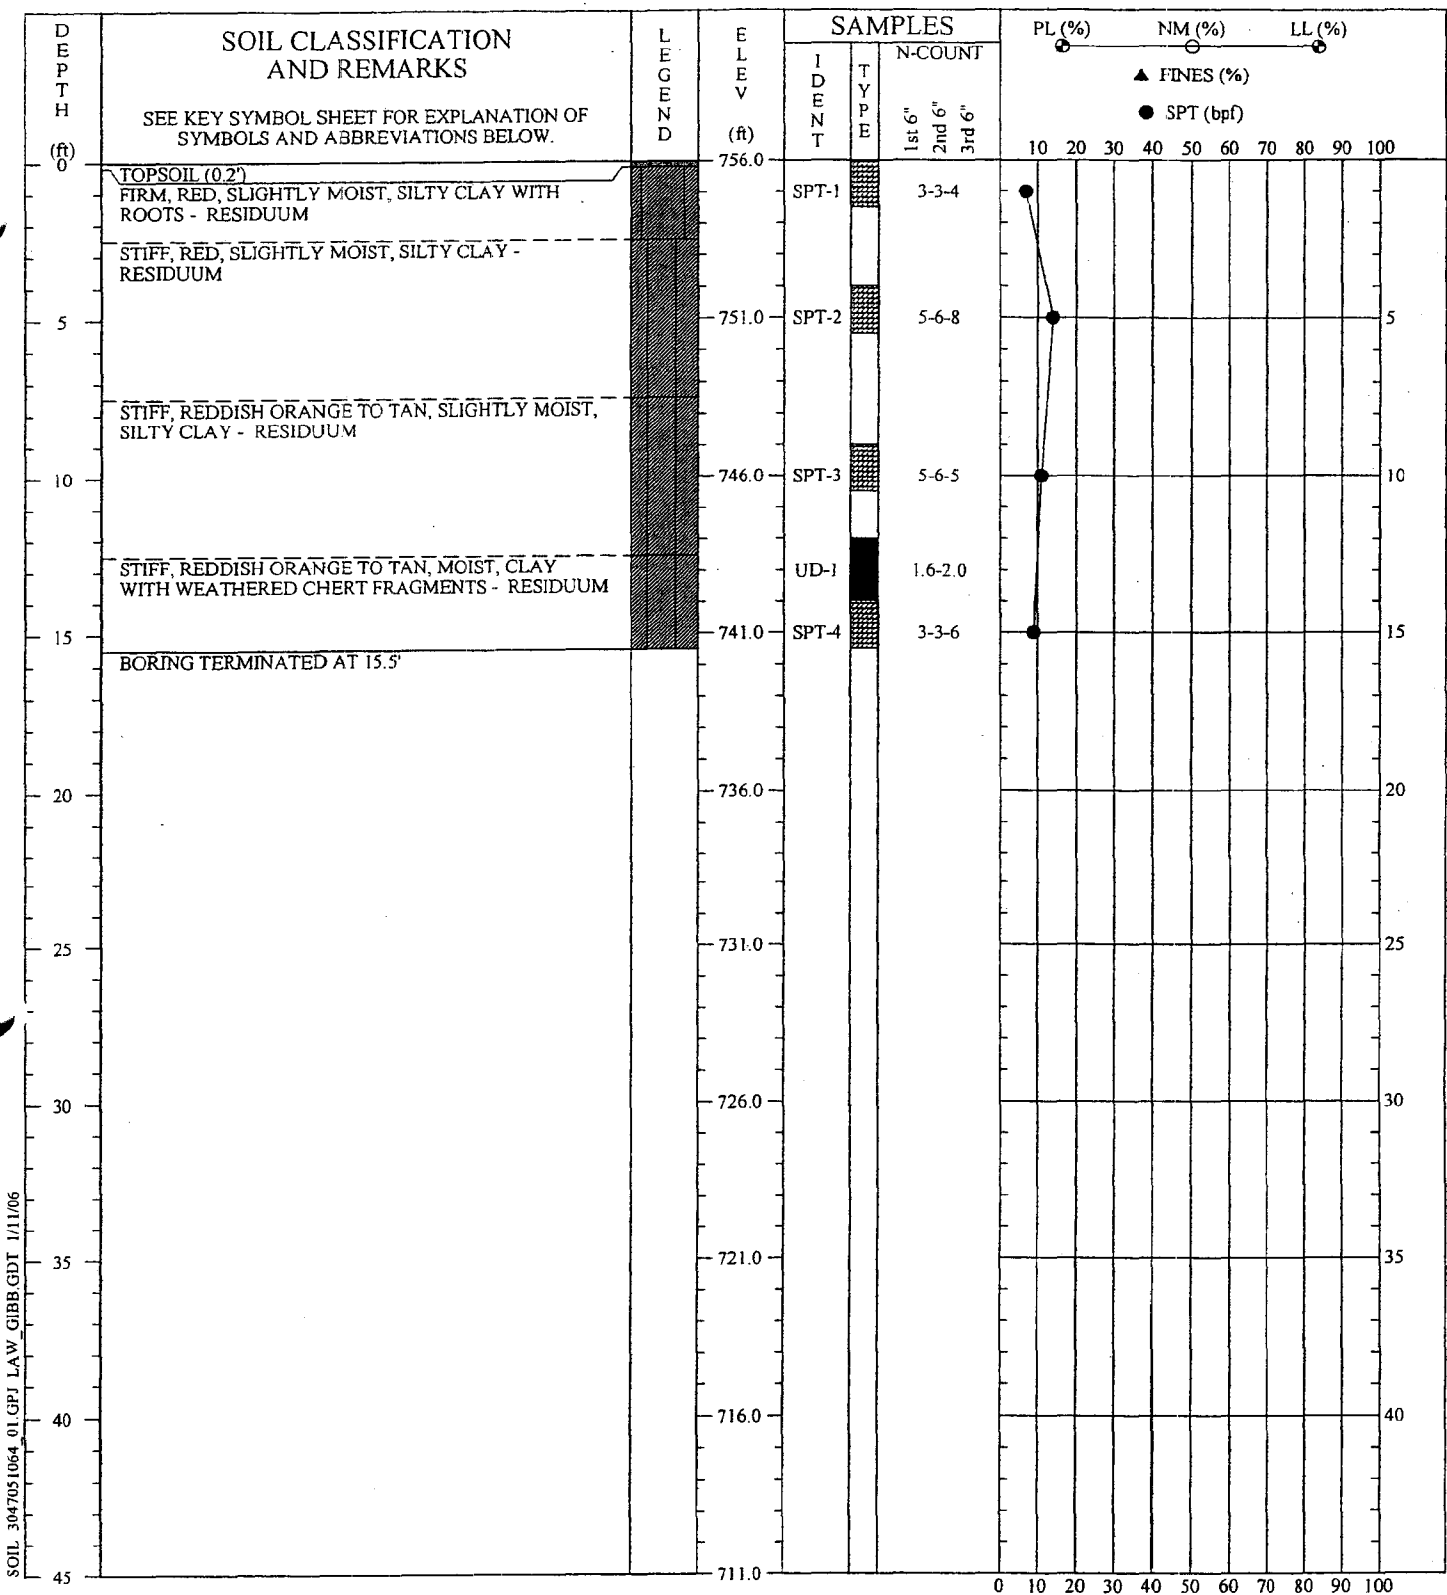 DEPTH
(ft)
SOIL CLASSIFICATION
AND REMARKS
SEE KEY SYMBOL SHEET FOR EXPLANATION OF
SYMBOLS AND ABBREVIATIONS BELOW.
LEGEND
ELEV
(ft)
SAMPLES
IDENT
TYPE
N-COUNT
1st 6"
2nd 6"
3rd 6"
PL (%)
NM (%)
LL (%)
▲ FINES (%)
● SPT (bpf)
10 20 30 40 50 60 70 80 90 100
0
756.0
TOPSOIL (0.2')
FIRM, RED, SLIGHTLY MOIST, SILTY CLAY WITH
ROOTS - RESIDUUM
SPT-1
3-3-4
STIFF, RED, SLIGHTLY MOIST, SILTY CLAY -
RESIDUUM
5
751.0
SPT-2
5-6-8
5
STIFF, REDDISH ORANGE TO TAN, SLIGHTLY MOIST,
SILTY CLAY - RESIDUUM
10
746.0
SPT-3
5-6-5
10
STIFF, REDDISH ORANGE TO TAN, MOIST, CLAY
WITH WEATHERED CHERT FRAGMENTS - RESIDUUM
UD-1
1.6-2.0
15
741.0
SPT-4
3-3-6
15
BORING TERMINATED AT 15.5'
20
736.0
20
25
731.0
25
30
726.0
30
35
721.0
35
40
716.0
40
45
711.0
0 10 20 30 40 50 60 70 80 90 100
SOIL 3047051064_01.GPJ LAW_GIBB.GDT 1/11/06